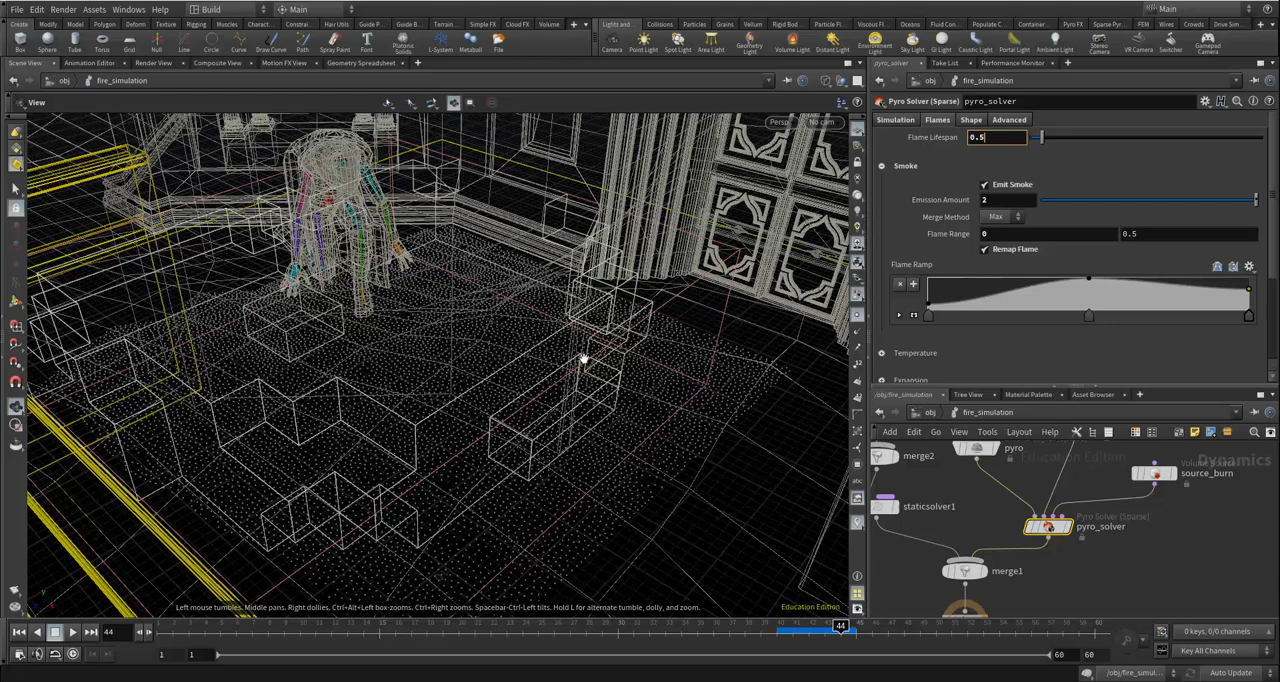 File Edit Render Assets Windows Help Build Main Main
Create Modify Model Polygon Deform Texture Rigging Muscles Charact... Constrai... Hair Utils Guide P... Guide B... Terrain... Simple FX Cloud FX Volume Lights and... Collisions Particles Grains Vellum Rigid Bod... Particle Fl... Viscous Fl... Oceans Fluid Con... Populate C... Container... Pyro FX Sparse Pyr... FEM Wires Crowds Drive Sim...
Box Sphere Tube Torus Grid Null Line Circle Curve Draw Curve Path Spray Paint Font Platonic Solids L-System Metaball File Camera Point Light Spot Light Area Light Geometry Light Volume Light Distant Light Environment Light Sky Light GI Light Caustic Light Portal Light Ambient Light Stereo Camera VR Camera Switcher Gamepad Camera
Scene View Animation Editor Render View Composite View Motion FX View Geometry Spreadsheet pyro_solver Take List Performance Monitor
obj fire_simulation obj fire_simulation
View
Persp No cam
Pyro Solver (Sparse) pyro_solver
Simulation Flames Shape Advanced
Flame Lifespan 0.5
Smoke
Emit Smoke
Emission Amount 2
Merge Method Max
Flame Range 0 0.5
Remap Flame
Flame Ramp
Temperature
Expansion
/obj/fire_simulation Tree View Material Palette Asset Browser
obj fire_simulation
Add Edit Go View Tools Layout Help
Education Edition
Dynamics
merge2
pyro
Volume Source
source_burn
staticsolver1
Pyro Solver (Sparse)
pyro_solver
merge1
Left mouse tumbles. Middle pans. Right dollies. Ctrl+Alt+Left box-zooms. Ctrl+Right zooms. Spacebar-Ctrl-Left tilts. Hold L for alternate tumble, dolly, and zoom.
Education Edition
44 15 30 44 45 60
1 1 60 60
0 keys, 0/0 channels
Key All Channels
/obj/fire_simul... Auto Update